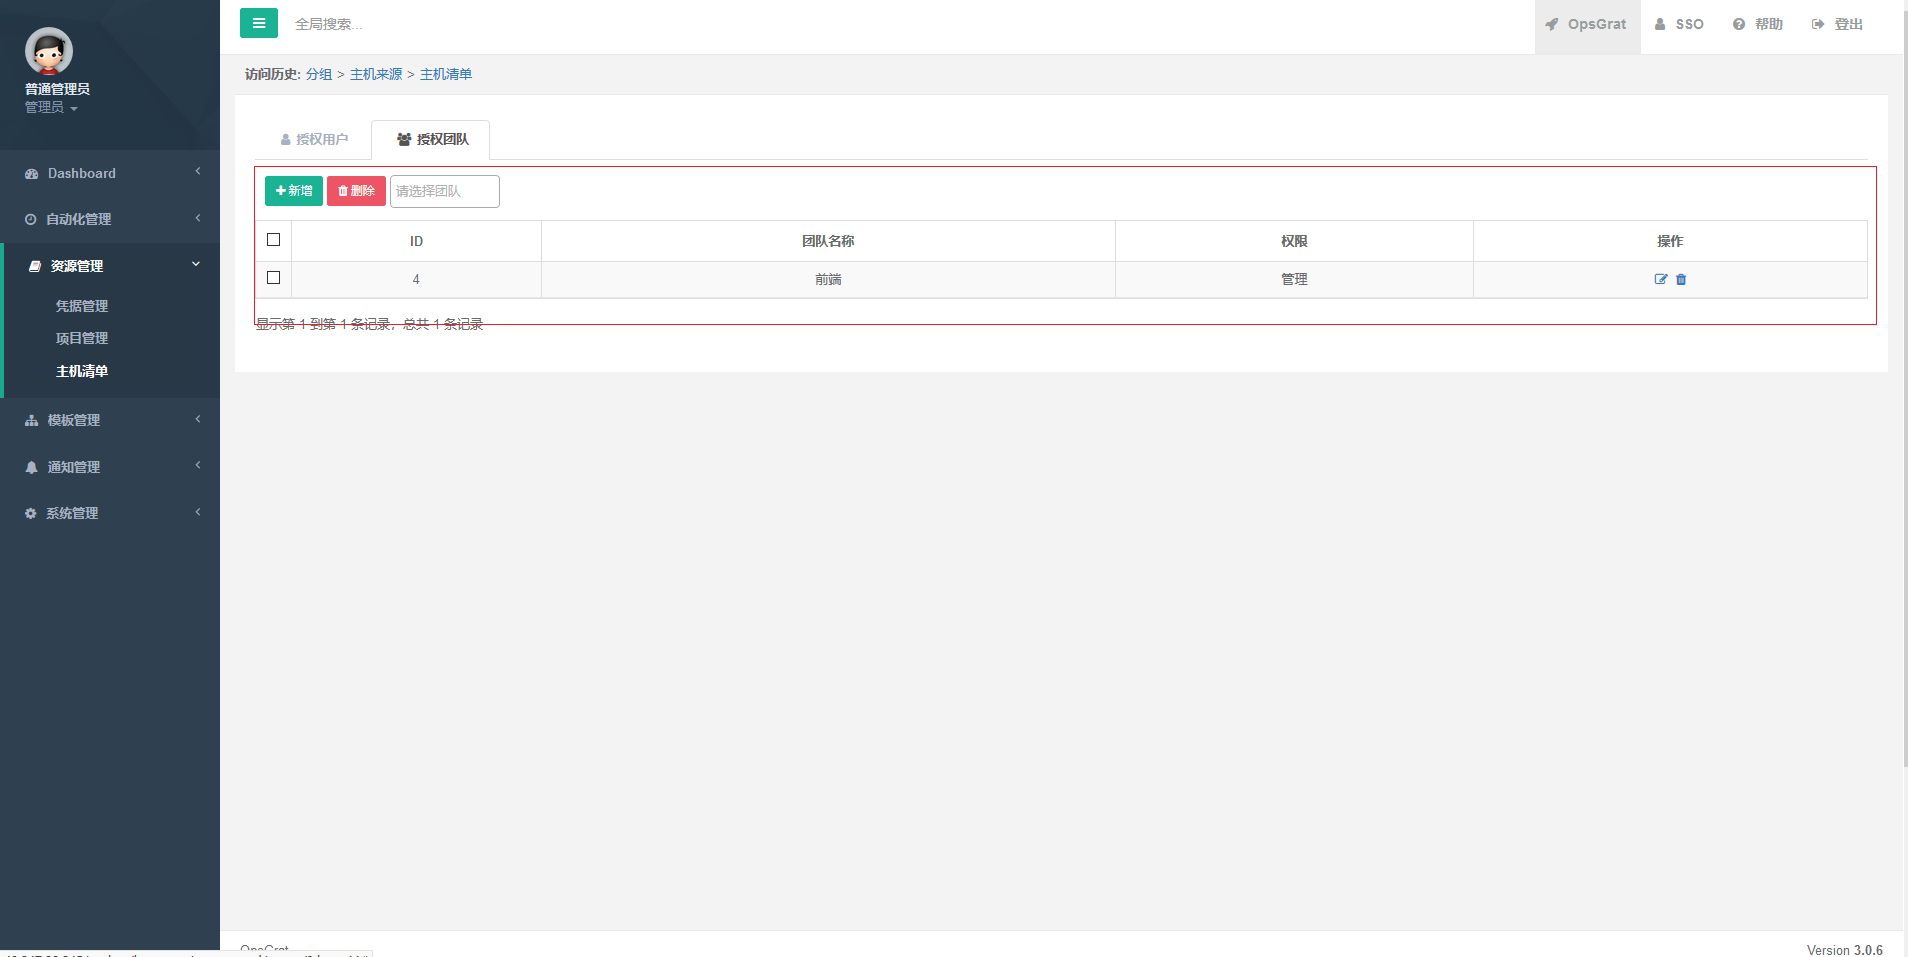 全局搜索...
OpsGrat
SSO
帮助
登出
普通管理员
管理员
访问历史: 分组 > 主机来源 > 主机清单
授权用户
授权团队
Dashboard
自动化管理
资源管理
凭据管理
项目管理
主机清单
模板管理
通知管理
系统管理
新增
删除
请选择团队
ID 团队名称 权限 操作
4 前端 管理
显示第 1 到第 1 条记录，总共 1 条记录
OpsGrat
Version 3.0.6